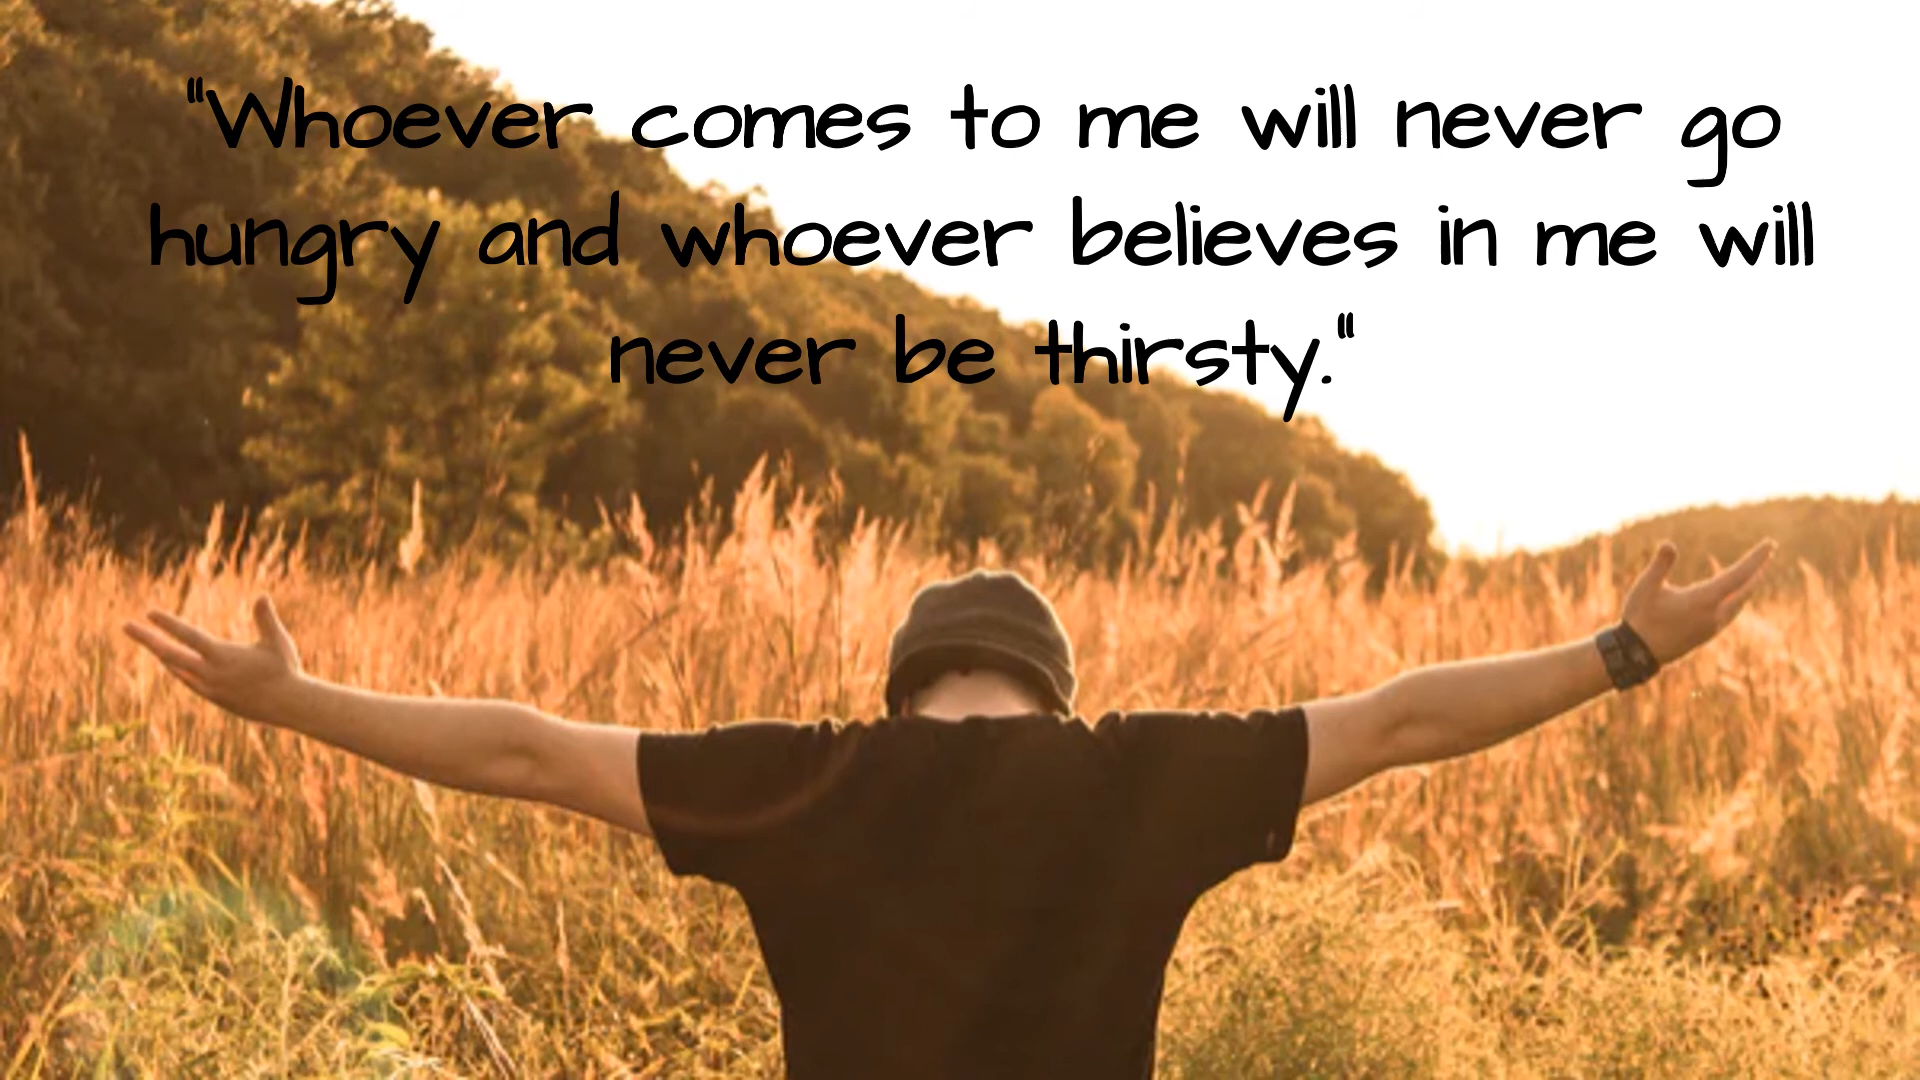 "Whoever comes to me will never go
hungry and whoever believes in me will
never be thirsty."